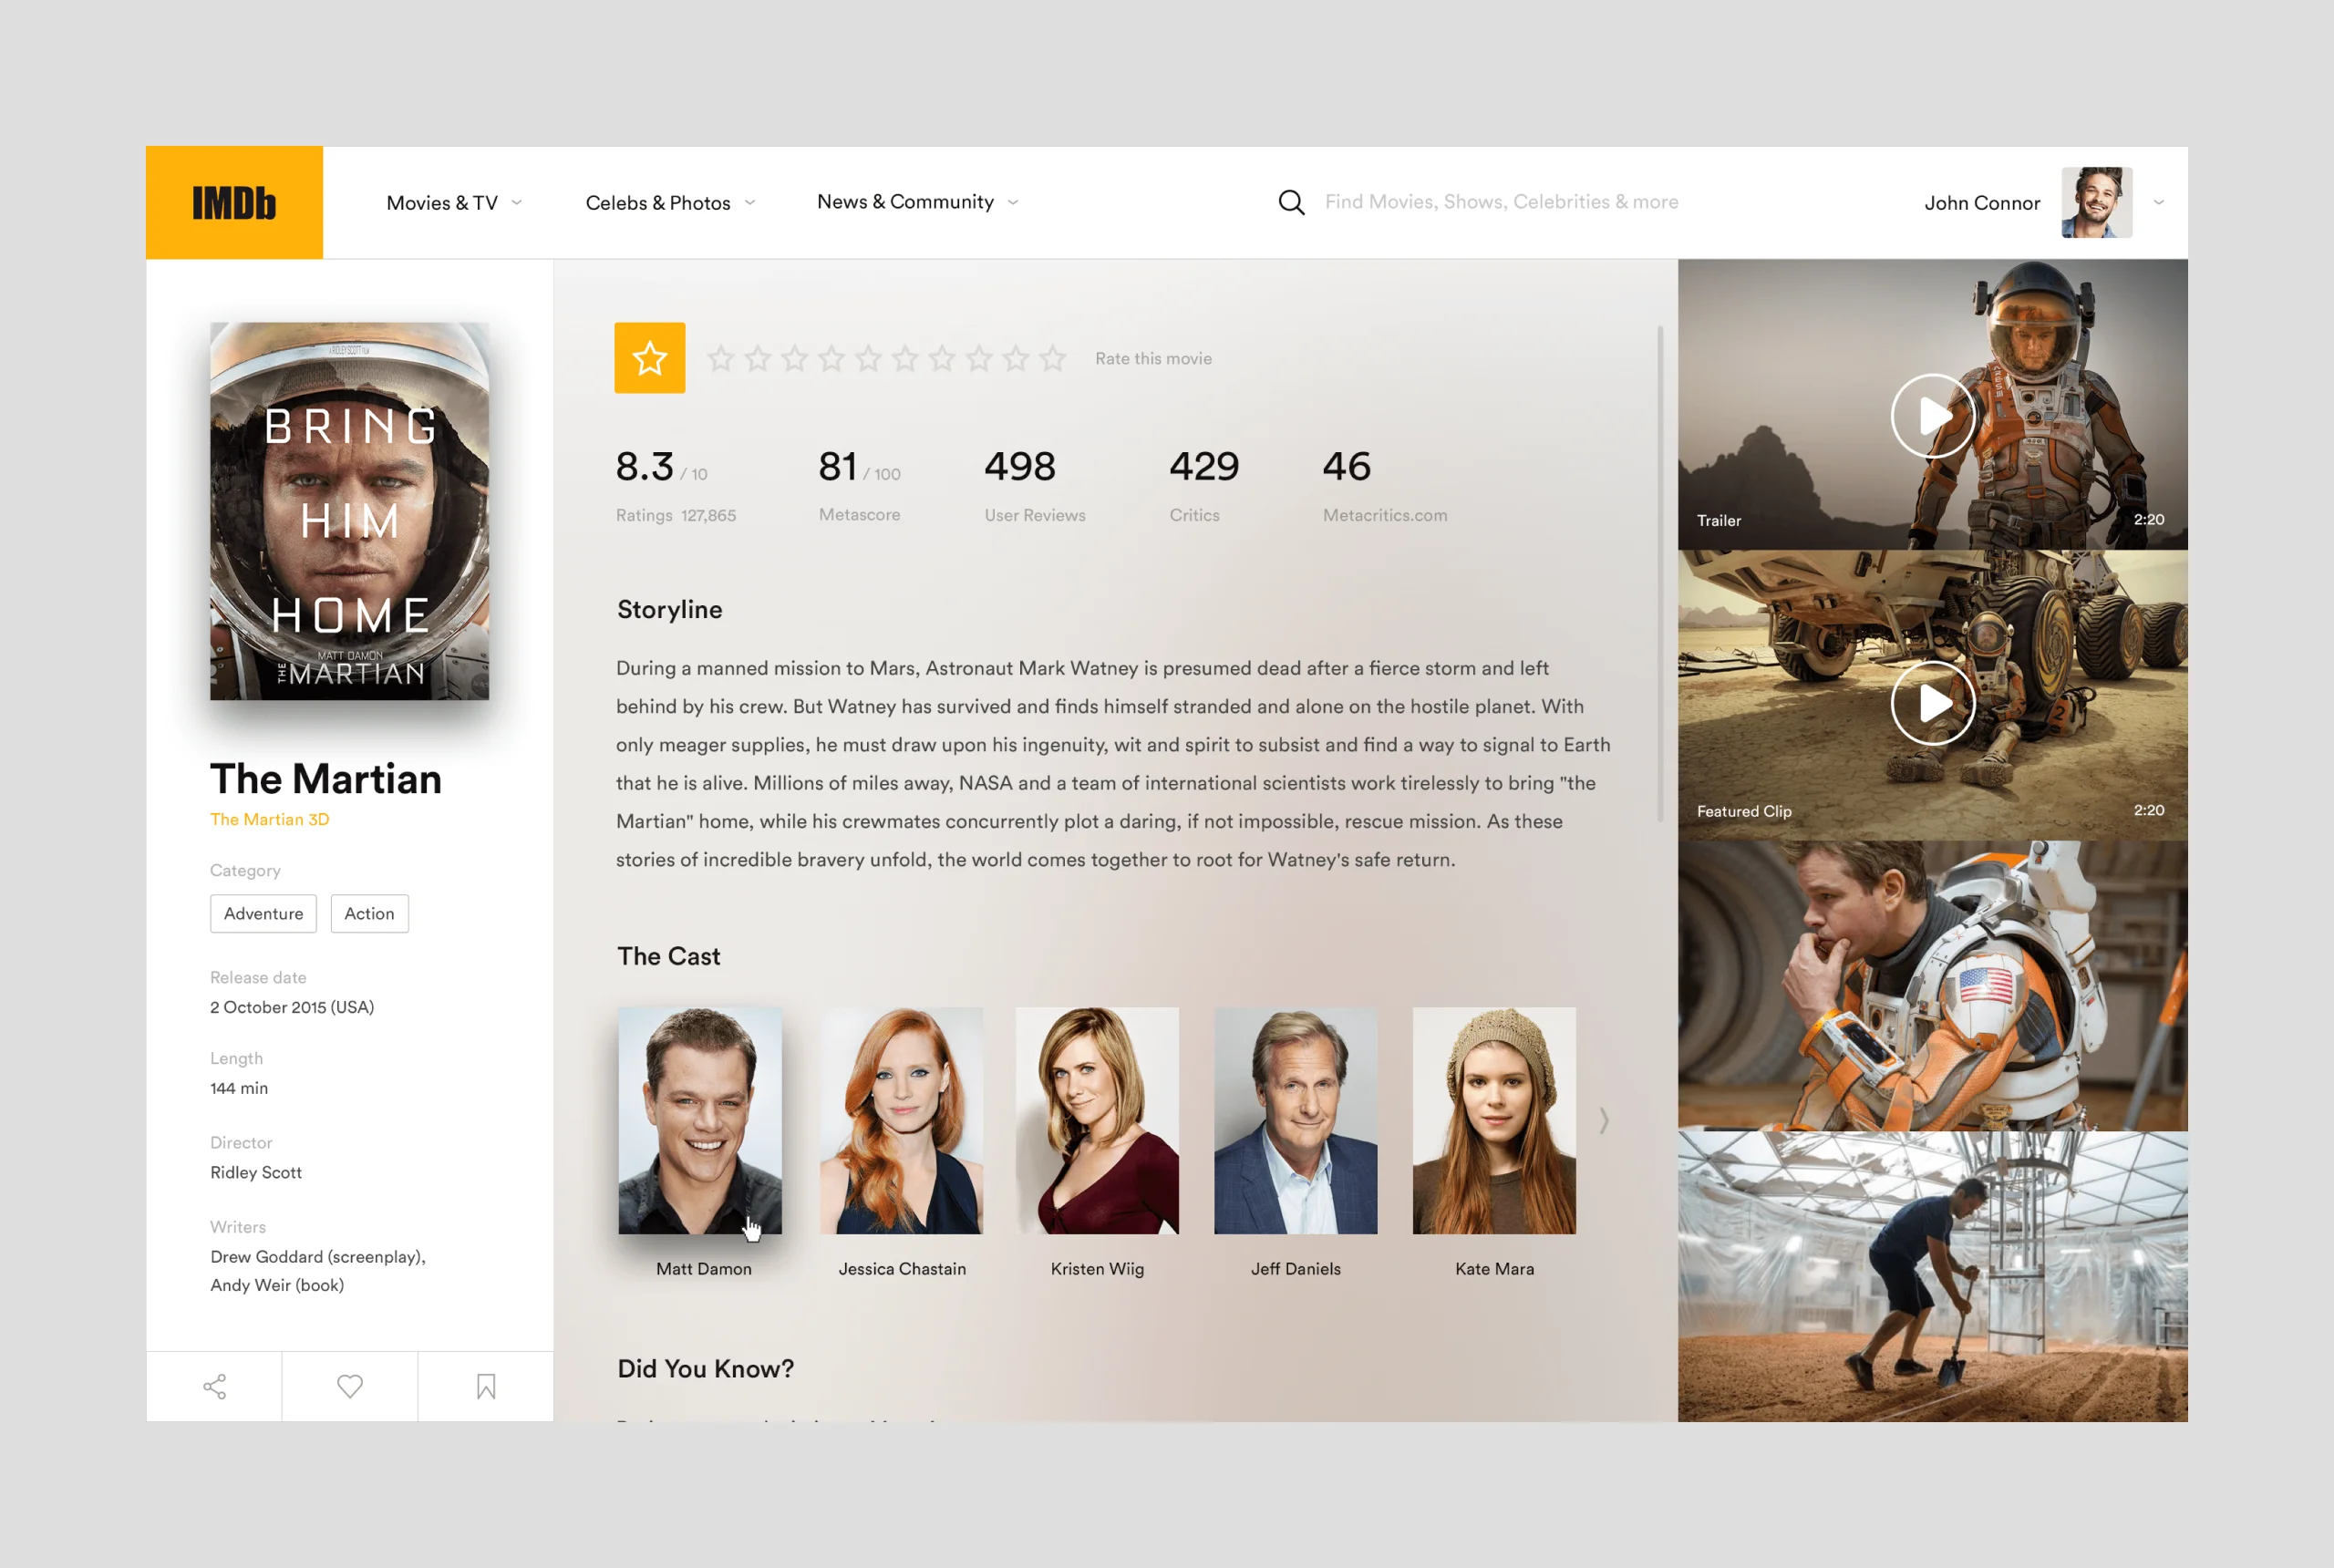 IMDb
Movies & TV
Celebs & Photos
News & Community
Find Movies, Shows, Celebrities & more
John Connor
A RIDLEY SCOTT FILM
BRING
HIM
HOME
MATT DAMON
THE MARTIAN
The Martian
The Martian 3D
Category
Adventure
Action
Release date
2 October 2015 (USA)
Length
144 min
Director
Ridley Scott
Writers
Drew Goddard (screenplay),
Andy Weir (book)
Rate this movie
8.3 / 10
Ratings 127,865
81 / 100
Metascore
498
User Reviews
429
Critics
46
Metacritics.com
Storyline
During a manned mission to Mars, Astronaut Mark Watney is presumed dead after a fierce storm and left
behind by his crew. But Watney has survived and finds himself stranded and alone on the hostile planet. With
only meager supplies, he must draw upon his ingenuity, wit and spirit to subsist and find a way to signal to Earth
that he is alive. Millions of miles away, NASA and a team of international scientists work tirelessly to bring "the
Martian" home, while his crewmates concurrently plot a daring, if not impossible, rescue mission. As these
stories of incredible bravery unfold, the world comes together to root for Watney's safe return.
The Cast
Matt Damon
Jessica Chastain
Kristen Wiig
Jeff Daniels
Kate Mara
Did You Know?
Trailer
2:20
Featured Clip
2:20